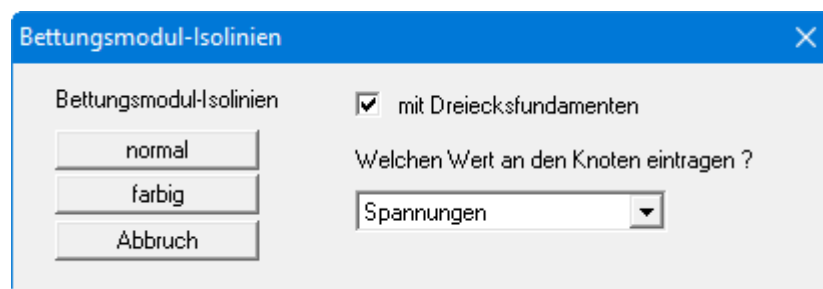 Bettungsmodul-Isolinien
Bettungsmodul-Isolinien
normal
farbig
Abbruch
mit Dreiecksfundamenten
Welchen Wert an den Knoten eintragen ?
Spannungen